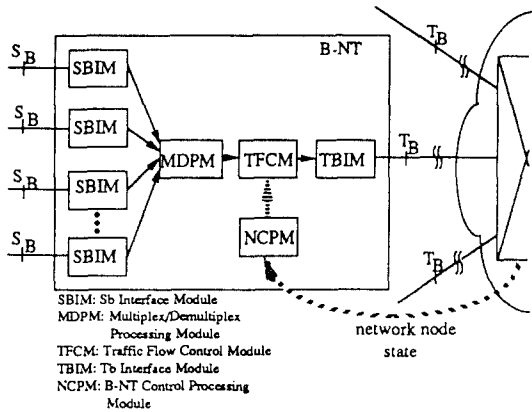 B-NT
S_B
SBIM
S_B
SBIM
S_B
SBIM
S_B
SBIM
MDPM
TFCM
TBIM
NCPM
T_B
T_B
T_B
network node
state
SBIM: Sb Interface Module
MDPM: Multiplex/Demultiplex
Processing Module
TFCM: Traffic Flow Control Module
TBIM: Tb Interface Module
NCPM: B-NT Control Processing
Module